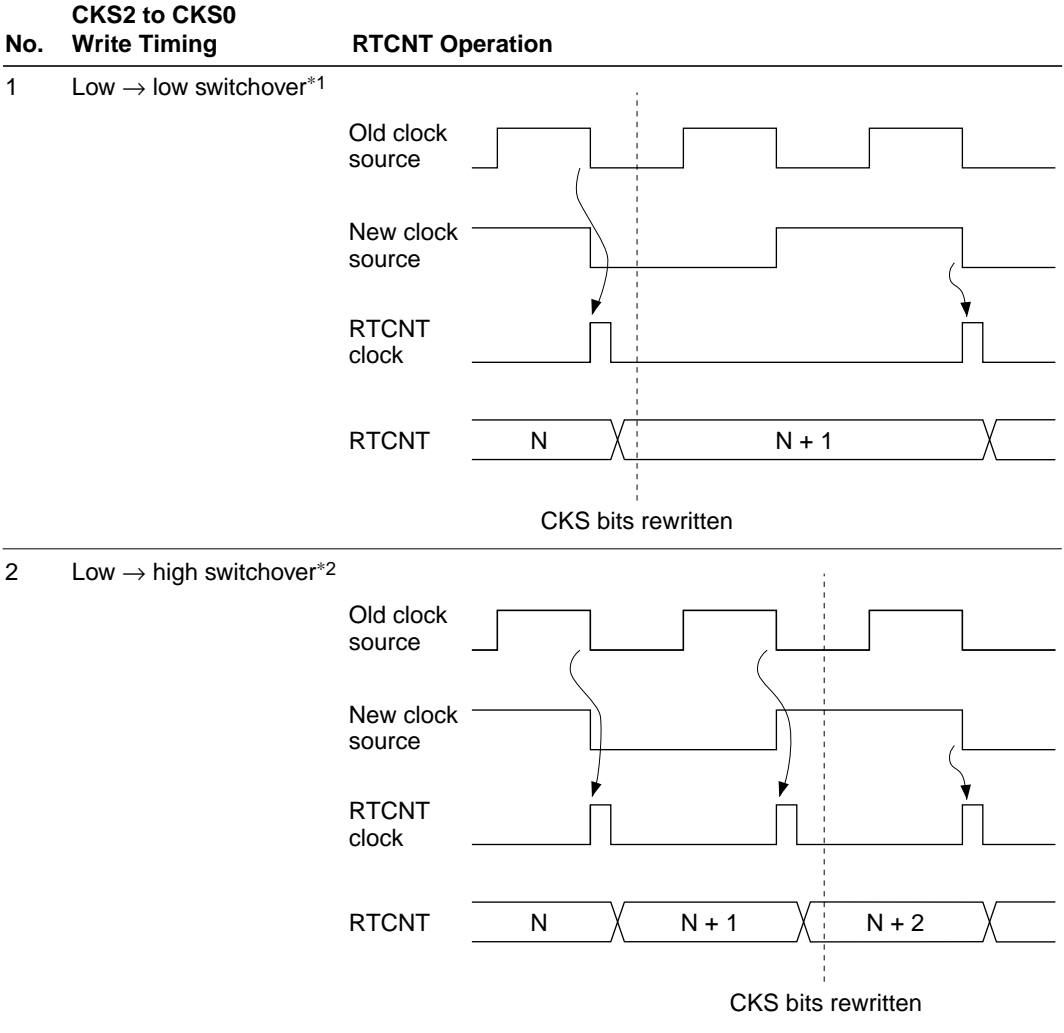 CKS2 to CKS0
No. Write Timing RTCNT Operation
1 Low → low switchover*1
Old clock
source
New clock
source
RTCNT
clock
RTCNT N N + 1
CKS bits rewritten
2 Low → high switchover*2
Old clock
source
New clock
source
RTCNT
clock
RTCNT N N + 1 N + 2
CKS bits rewritten